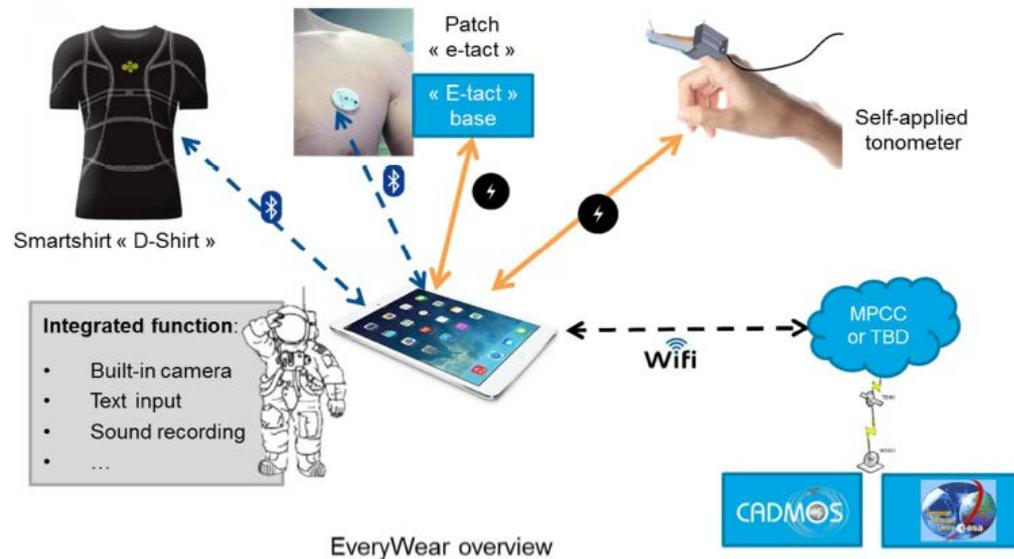 Patch
« e-tact »
« E-tact »
base
Self-applied
tonometer
Smartshirt « D-Shirt »
Integrated function:
• Built-in camera
• Text input
• Sound recording
• …
Wifi
MPCC
or TBD
CADMOS
esa
EveryWear overview